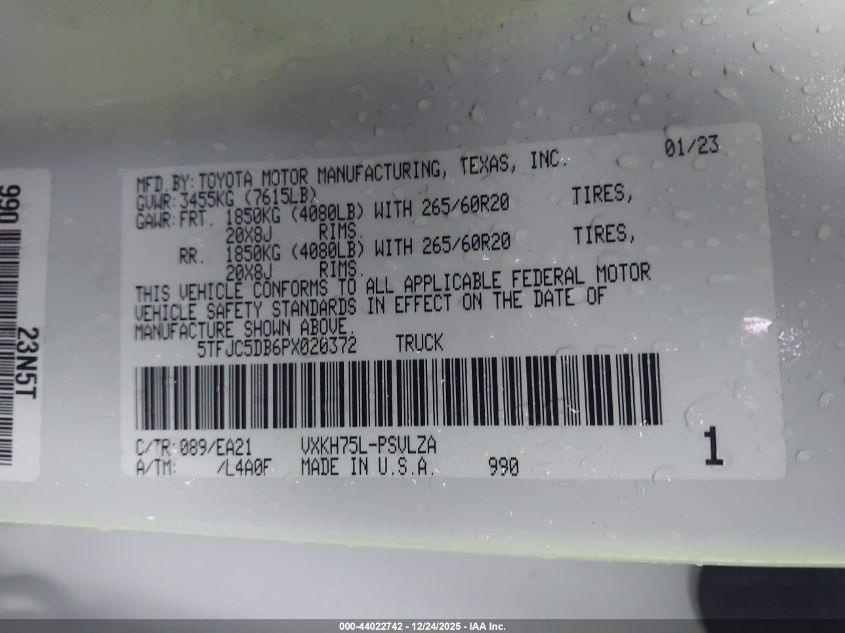 MFD.BY: TOYOTA MOTOR MANUFACTURING, TEXAS, INC. 01/23
GVWR: 3455KG (7615LB)
GAWR: FRT. 1850KG (4080LB) WITH 265/60R20 TIRES,
20X8J RIMS.
RR. 1850KG (4080LB) WITH 265/60R20 TIRES,
20X8J RIMS.
THIS VEHICLE CONFORMS TO ALL APPLICABLE FEDERAL MOTOR
VEHICLE SAFETY STANDARDS IN EFFECT ON THE DATE OF
MANUFACTURE SHOWN ABOVE.
5TFJC5DB6PX020372 TRUCK
C/TR: 089/EA21 VXKH75L-PSVLZA
A/TM: /L4A0F MADE IN U.S.A. 990
1
990
23N5T
000-44022742 - 12/24/2025 - IAA Inc.